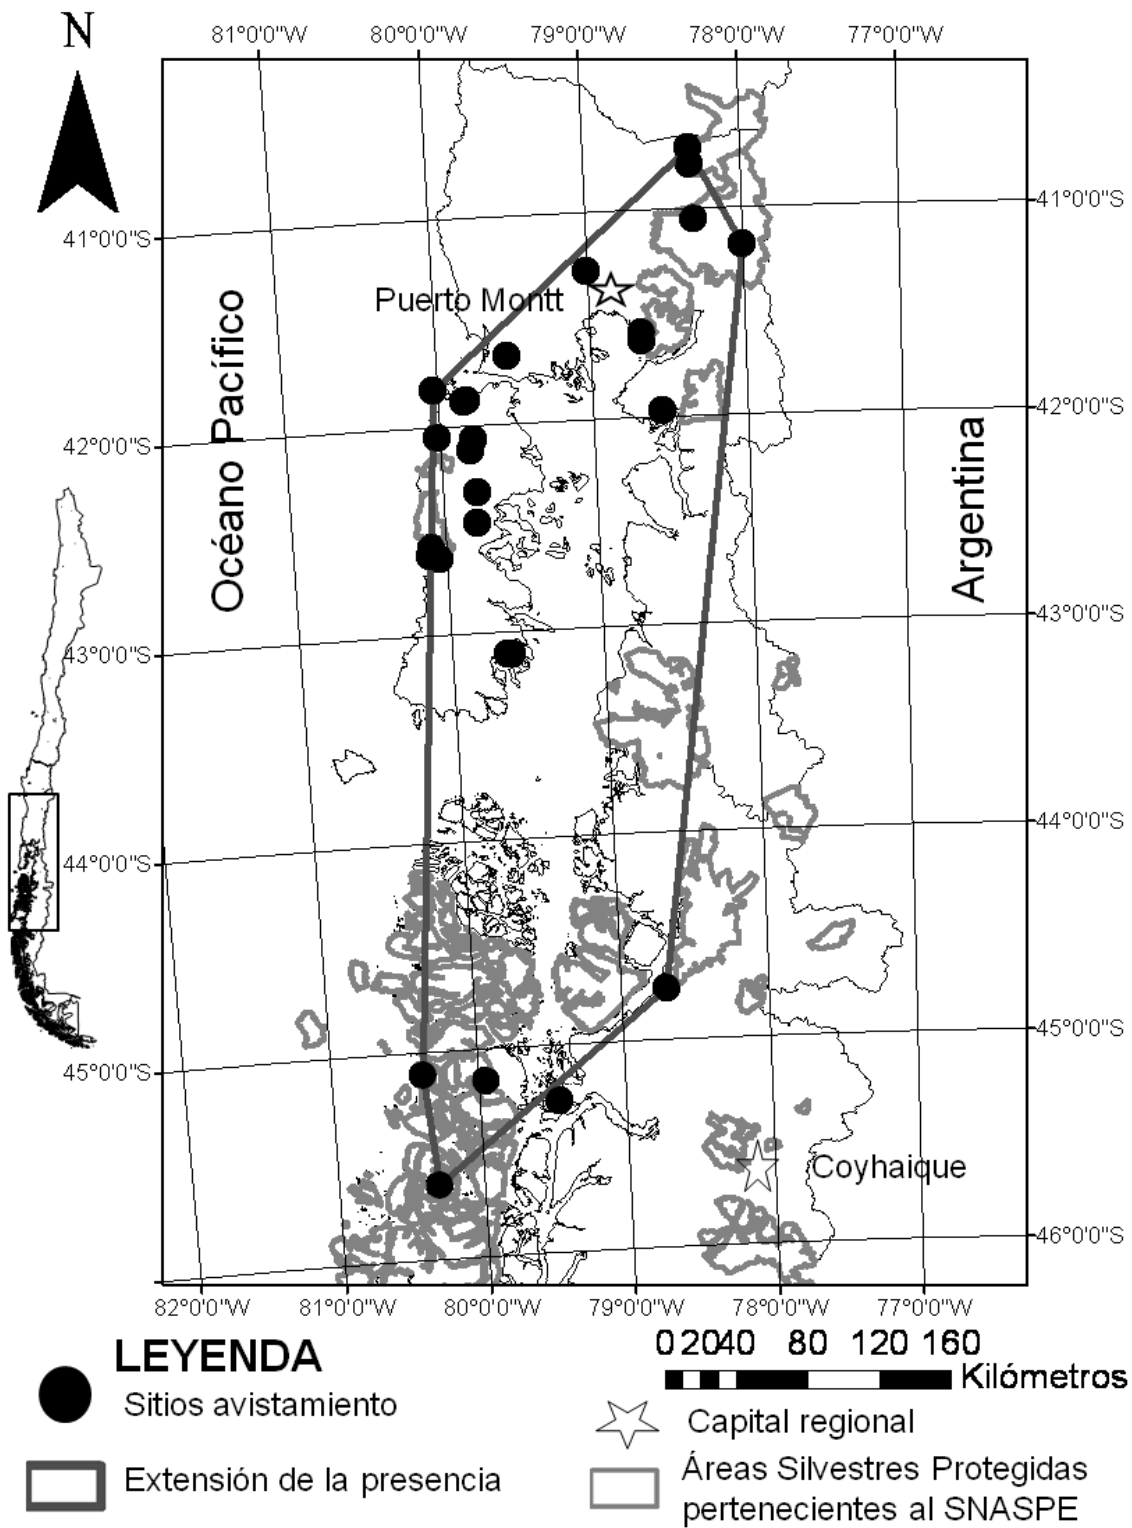 N
81°0'0"W 80°0'0"W 79°0'0"W 78°0'0"W 77°0'0"W
41°0'0"S
41°0'0"S
Puerto Montt
Océano Pacífico
42°0'0"S
42°0'0"S
Argentina
43°0'0"S
43°0'0"S
44°0'0"S
44°0'0"S
45°0'0"S
45°0'0"S
Coyhaique
46°0'0"S
82°0'0"W 81°0'0"W 80°0'0"W 79°0'0"W 78°0'0"W 77°0'0"W
LEYENDA
Sitios avistamiento
Extensión de la presencia
0 20 40 80 120 160
Kilómetros
Capital regional
Áreas Silvestres Protegidas
pertenecientes al SNASPE